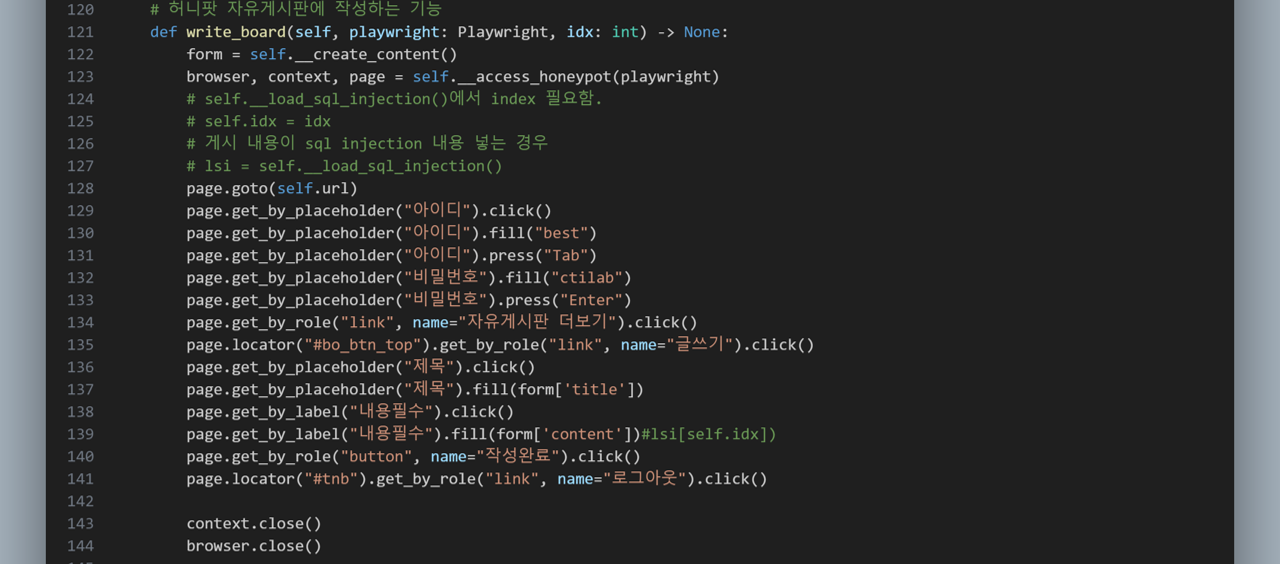 120 # 허니팟 자유게시판에 작성하는 기능
121 def write_board(self, playwright: Playwright, idx: int) -> None:
122 form = self.__create_content()
123 browser, context, page = self.__access_honeypot(playwright)
124 # self.__load_sql_injection()에서 index 필요함.
125 # self.idx = idx
126 # 게시 내용이 sql injection 내용 넣는 경우
127 # lsi = self.__load_sql_injection()
128 page.goto(self.url)
129 page.get_by_placeholder("아이디").click()
130 page.get_by_placeholder("아이디").fill("best")
131 page.get_by_placeholder("아이디").press("Tab")
132 page.get_by_placeholder("비밀번호").fill("ctilab")
133 page.get_by_placeholder("비밀번호").press("Enter")
134 page.get_by_role("link", name="자유게시판 더보기").click()
135 page.locator("#bo_btn_top").get_by_role("link", name="글쓰기").click()
136 page.get_by_placeholder("제목").click()
137 page.get_by_placeholder("제목").fill(form['title'])
138 page.get_by_label("내용필수").click()
139 page.get_by_label("내용필수").fill(form['content'])#lsi[self.idx])
140 page.get_by_role("button", name="작성완료").click()
141 page.locator("#tnb").get_by_role("link", name="로그아웃").click()
142
143 context.close()
144 browser.close()